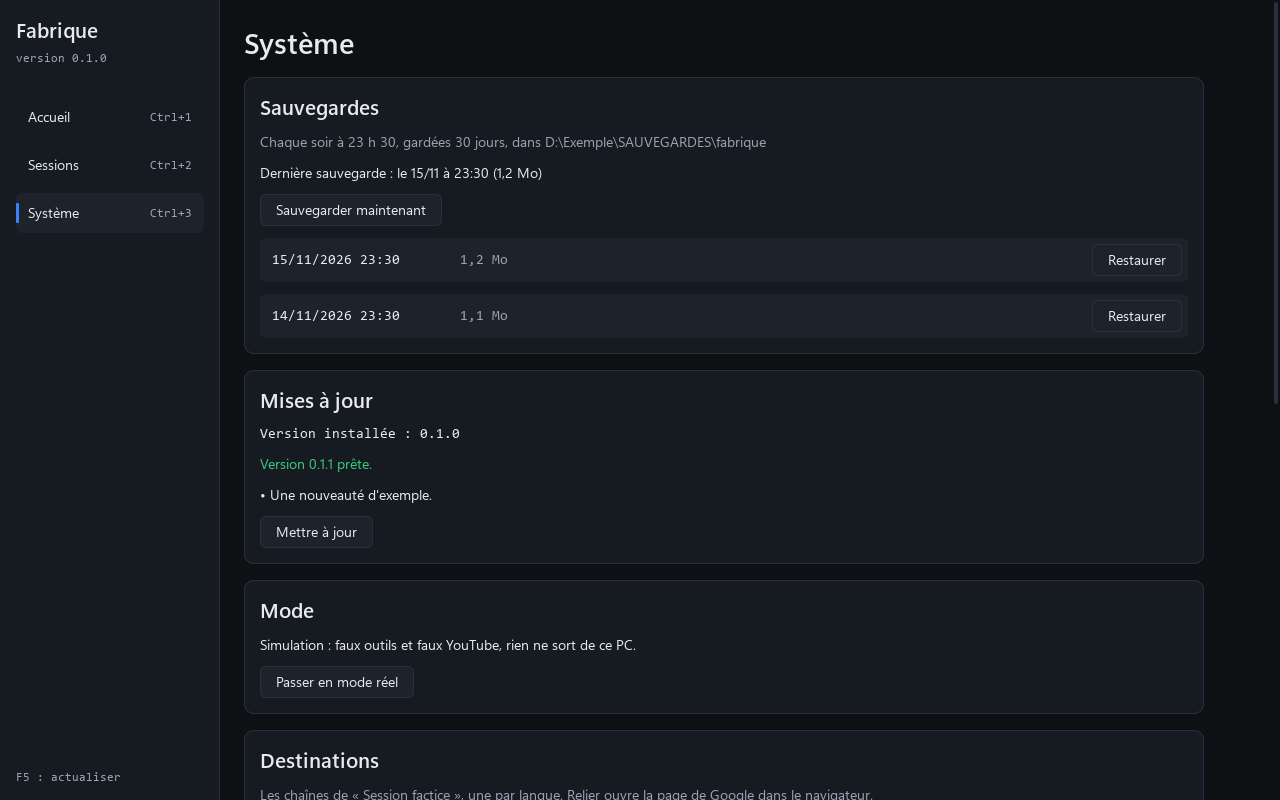 Fabrique
version 0.1.0
Accueil Ctrl+1
Sessions Ctrl+2
Système Ctrl+3
F5 : actualiser
Système
Sauvegardes
Chaque soir à 23 h 30, gardées 30 jours, dans D:\Exemple\SAUVEGARDES\fabrique
Dernière sauvegarde : le 15/11 à 23:30 (1,2 Mo)
Sauvegarder maintenant
15/11/2026 23:30 1,2 Mo Restaurer
14/11/2026 23:30 1,1 Mo Restaurer
Mises à jour
Version installée : 0.1.0
Version 0.1.1 prête.
• Une nouveauté d'exemple.
Mettre à jour
Mode
Simulation : faux outils et faux YouTube, rien ne sort de ce PC.
Passer en mode réel
Destinations
Les chaînes de « Session factice », une par langue. Relier ouvre la page de Google dans le navigateur.